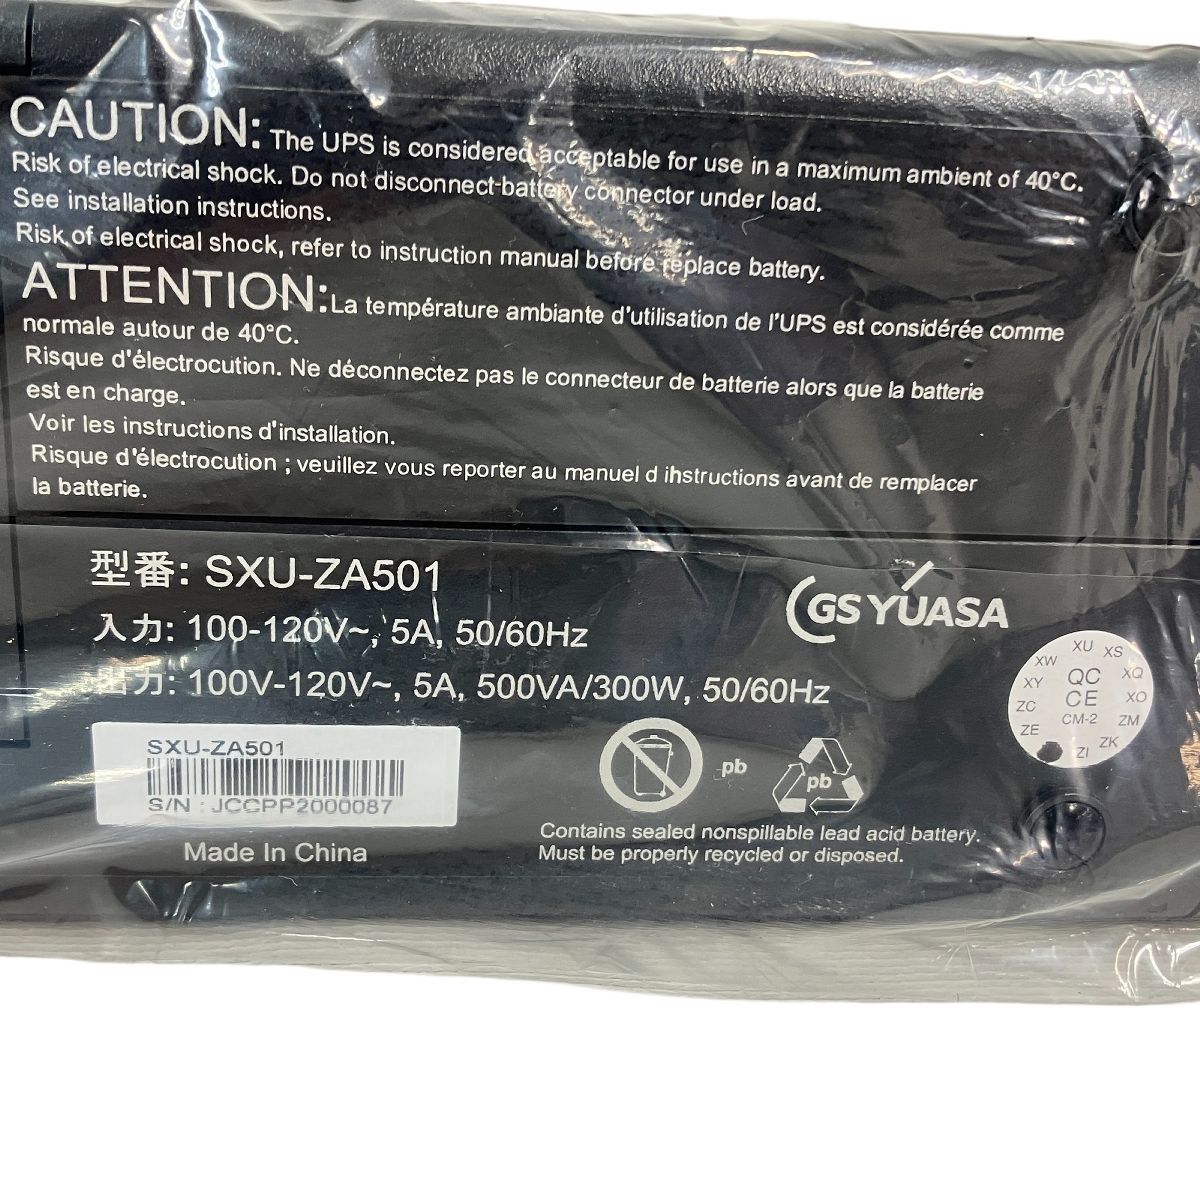 CAUTION: The UPS is considered acceptable for use in a maximum ambient of 40°C.
Risk of electrical shock. Do not disconnect battery connector under load.
See installation instructions.
Risk of electrical shock, refer to instruction manual before replace battery.
ATTENTION: La température ambiante d'utilisation de l'UPS est considérée comme
normale autour de 40°C.
Risque d'électrocution. Ne déconnectez pas le connecteur de batterie alors que la batterie
est en charge.
Voir les instructions d'installation.
Risque d'électrocution ; veuillez vous reporter au manuel d ihstructions avant de remplacer
la batterie.
型番: SXU-ZA501
入力: 100-120V~, 5A, 50/60Hz
出力: 100V-120V~, 5A, 500VA/300W, 50/60Hz
GS YUASA
XU XS
XW QC XQ
XY CE XO
ZC CM-2 ZM
ZE ZI ZK
SXU-ZA501
S/N : JCCPP2000087
Made In China
pb
pb
Contains sealed nonspillable lead acid battery.
Must be properly recycled or disposed.